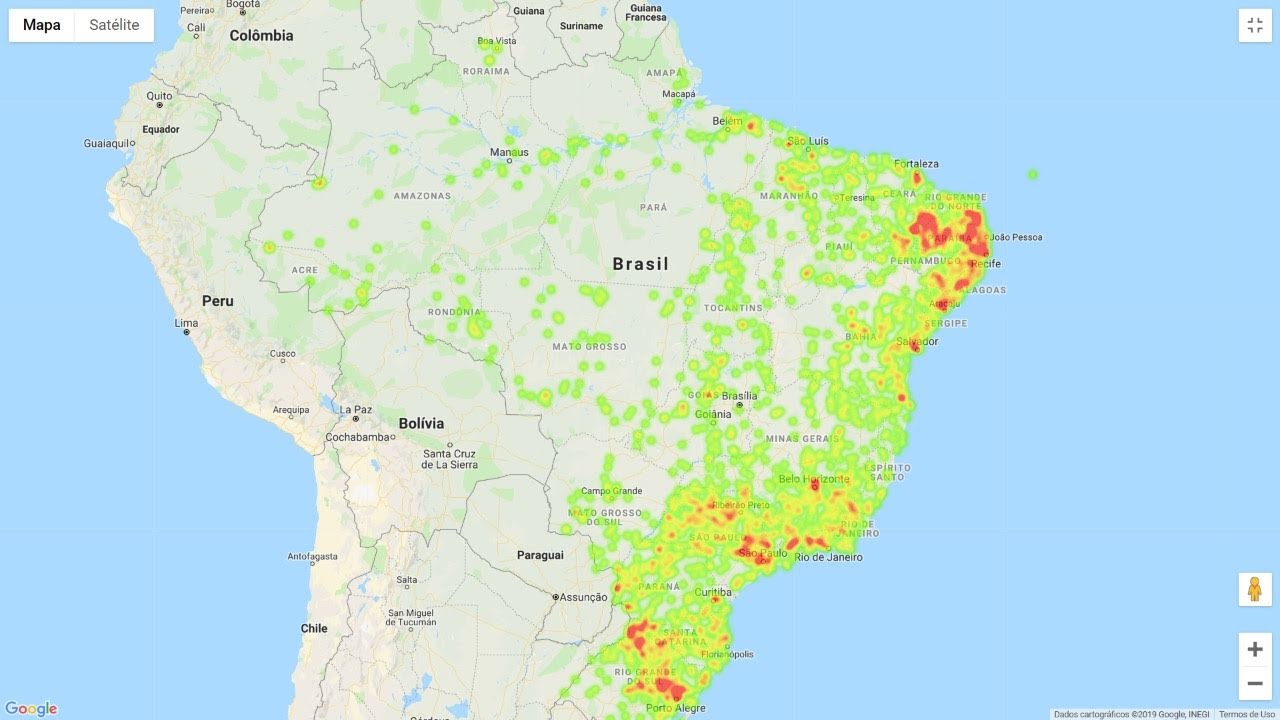 Mapa
Satélite
Pereira
Bogotá
Cali
Colômbia
Guiana
Suriname
Guiana
Francesa
Boa Vista
RORAIMA
AMAPÁ
Macapá
Quito
Equador
Guaiaquil
Manaus
Belém
São Luís
Fortaleza
AMAZONAS
PARÁ
MARANHÃO
Teresina
CEARÁ
RIO GRANDE
DO NORTE
PARAÍBA
João Pessoa
PIAUÍ
PERNAMBUCO
Recife
Brasil
ACRE
Peru
RONDÔNIA
TOCANTINS
ALAGOAS
Aracaju
SERGIPE
Lima
MATO GROSSO
BAHIA
Salvador
Cusco
GOIÁS
Brasília
Goiânia
Arequipa
La Paz
Bolívia
Cochabamba
Santa Cruz
de La Sierra
MINAS GERAIS
ESPÍRITO
SANTO
Belo Horizonte
Campo Grande
MATO GROSSO
DO SUL
Ribeirão Preto
RIO DE
JANEIRO
SÃO PAULO
São Paulo
Rio de Janeiro
Antofagasta
Paraguai
Salta
PARANÁ
Curitiba
Assunção
San Miguel
de Tucumán
Chile
SANTA
CATARINA
Florianópolis
RIO GRANDE
DO SUL
Porto Alegre
Google
Dados cartográficos ©2019 Google, INEGI
Termos de Uso